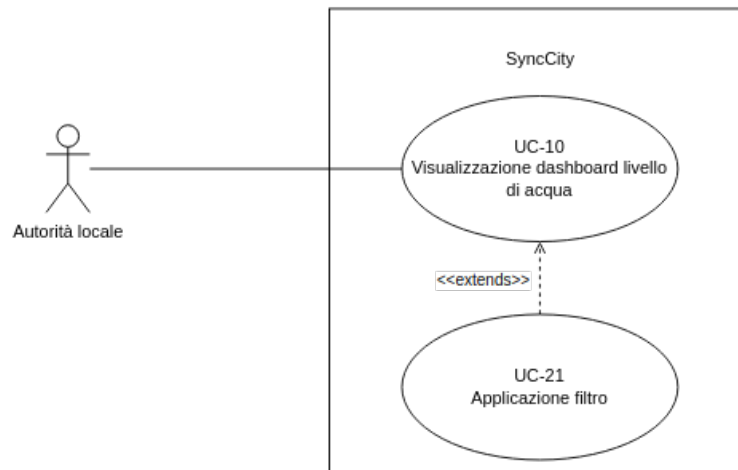 SyncCity
UC-10
Visualizzazione dashboard livello
di acqua
Autorità locale
<<extends>>
UC-21
Applicazione filtro